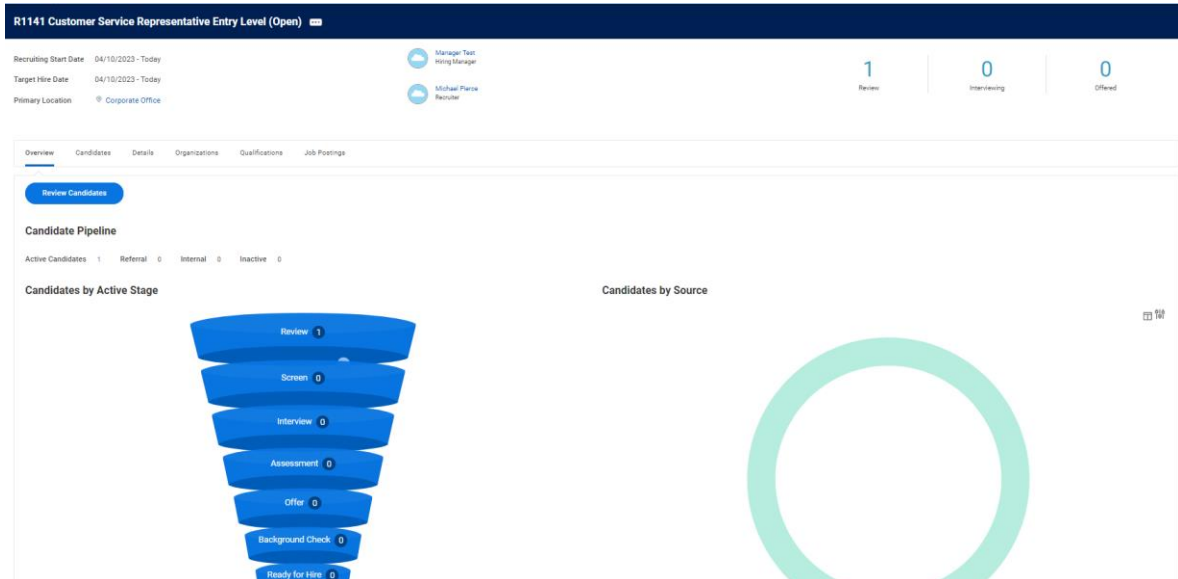 R1141 Customer Service Representative Entry Level (Open)
Recruiting Start Date 04/10/2023 - Today
Target Hire Date 04/10/2023 - Today
Primary Location Corporate Office
Manager Test
Hiring Manager
Michael Pierce
Recruiter
1 0 0
Review Interviewing Offered
Overview Candidates Details Organizations Qualifications Job Postings
Review Candidates
Candidate Pipeline
Active Candidates 1 Referral 0 Internal 0 Inactive 0
Candidates by Active Stage
Review 1
Screen 0
Interview 0
Assessment 0
Offer 0
Background Check 0
Ready for Hire 0
Candidates by Source